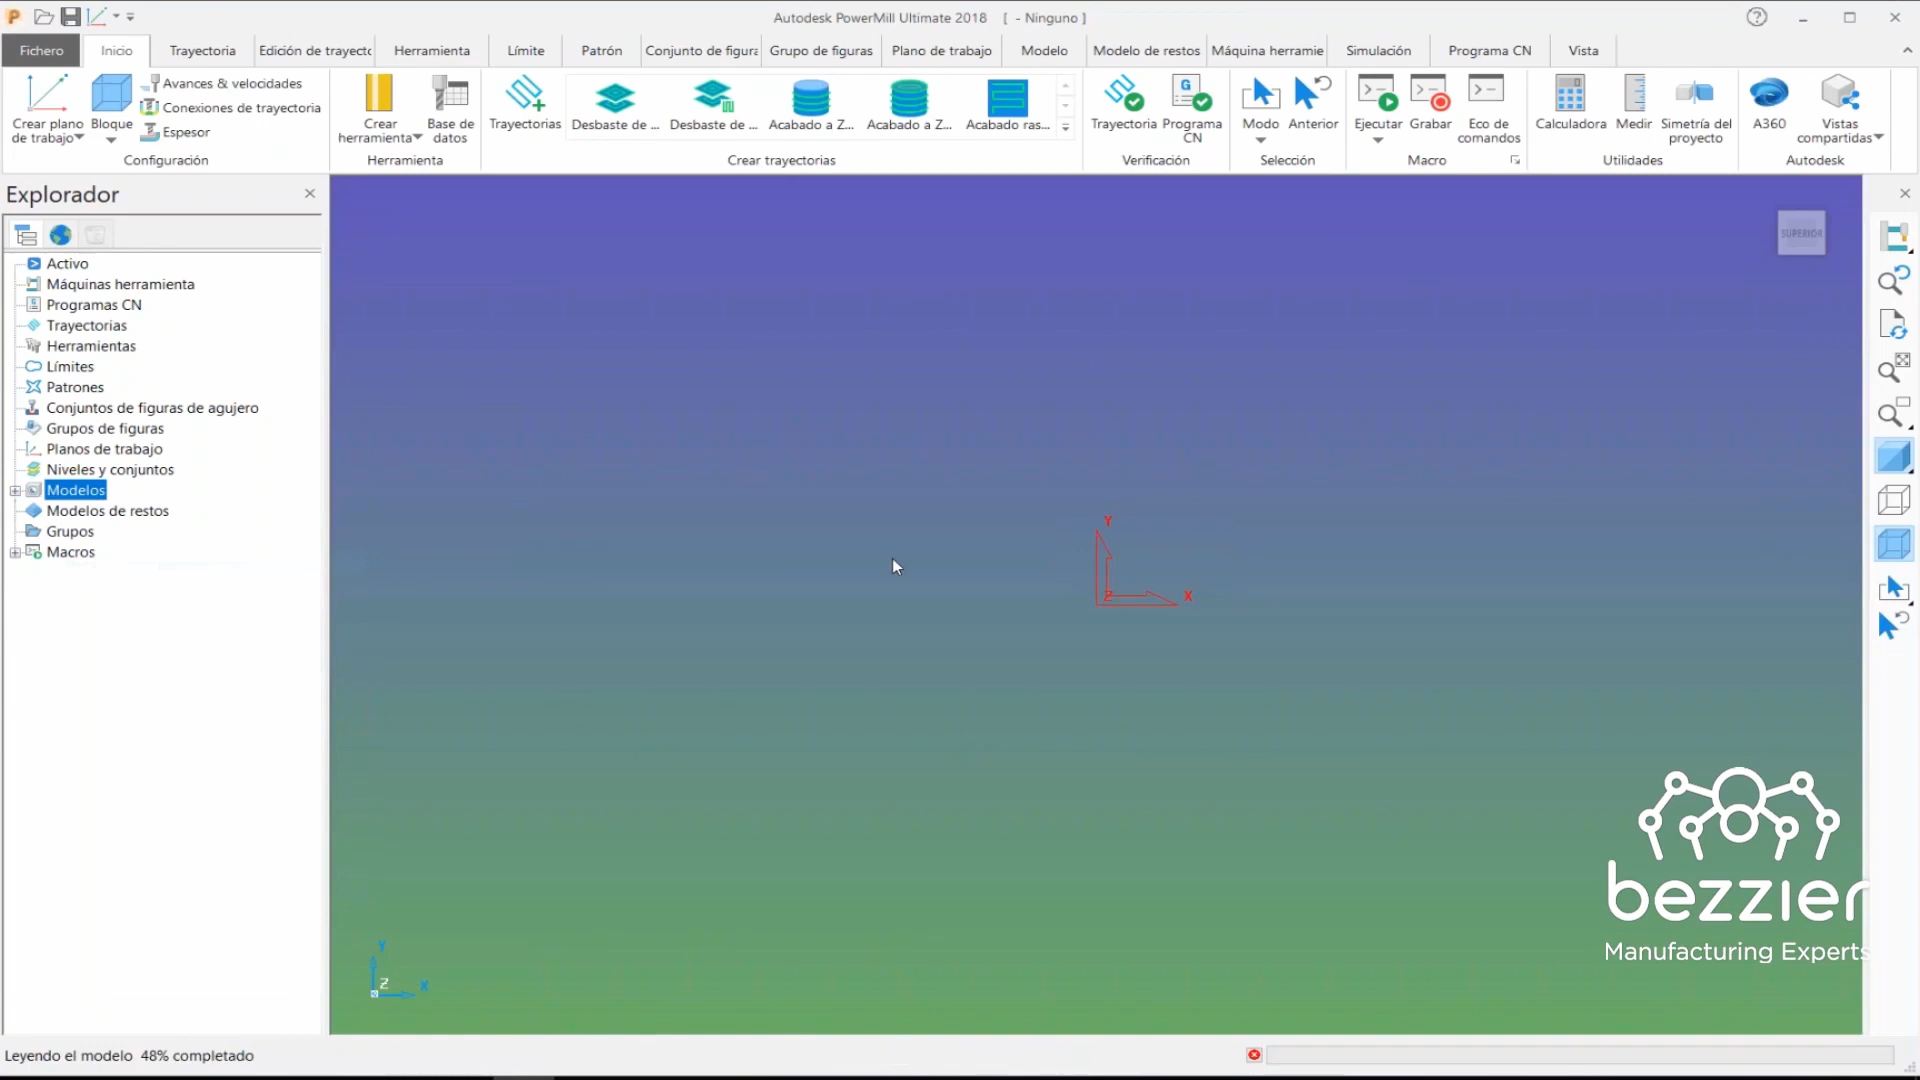 Autodesk PowerMill Ultimate 2018 [ - Ninguno ]
Fichero Inicio Trayectoria Edición de trayectc Herramienta Límite Patrón Conjunto de figura Grupo de figuras Plano de trabajo Modelo Modelo de restos Máquina herramie Simulación Programa CN Vista
Crear plano de trabajo
Bloque
Avances & velocidades
Conexiones de trayectoria
Espesor
Configuración
Crear herramienta
Base de datos
Herramienta
Trayectorias
Desbaste de ...
Desbaste de ...
Acabado a Z...
Acabado a Z...
Acabado ras...
Crear trayectorias
Trayectoria
Programa CN
Verificación
Modo
Anterior
Selección
Ejecutar
Grabar
Eco de comandos
Macro
Calculadora
Medir
Simetría del proyecto
Utilidades
A360
Vistas compartidas
Autodesk
Explorador
Activo
Máquinas herramienta
Programas CN
Trayectorias
Herramientas
Límites
Patrones
Conjuntos de figuras de agujero
Grupos de figuras
Planos de trabajo
Niveles y conjuntos
Modelos
Modelos de restos
Grupos
Macros
SUPERIOR
Y
Z
X
Y
Z
X
bezzier
Manufacturing Experts
Leyendo el modelo 48% completado